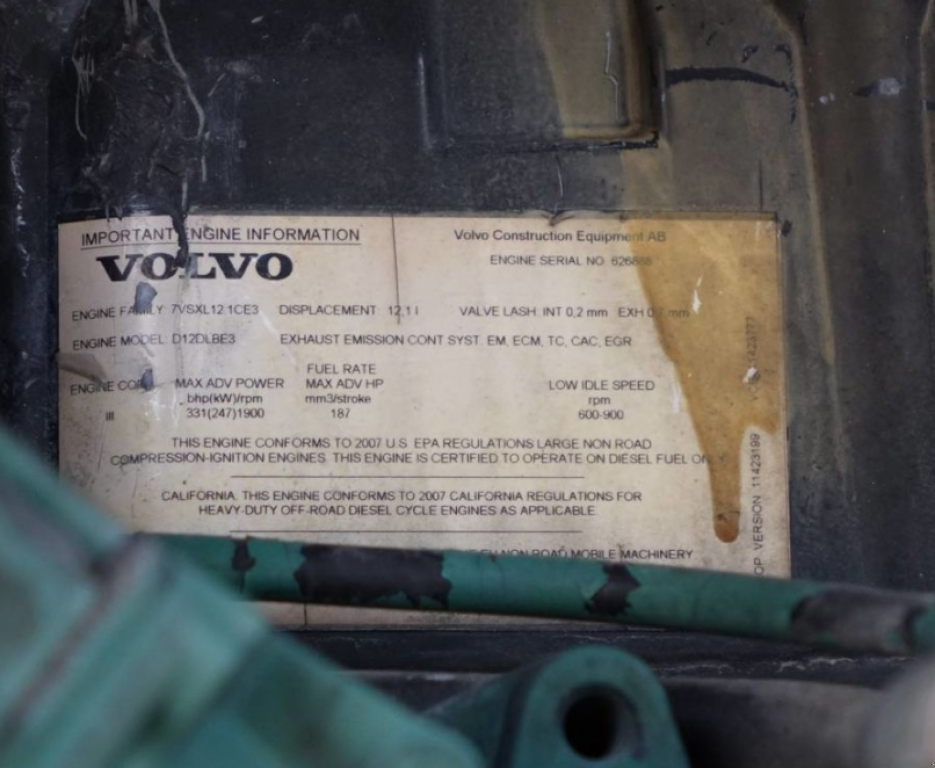 IMPORTANT ENGINE INFORMATION
Volvo Construction Equipment AB
VOLVO
ENGINE SERIAL NO
ENGINE FAMILY 7VSXL12.1CE3 DISPLACEMENT: 12,1 l VALVE LASH: INT 0,2 mm EXH mm
ENGINE MODEL: D12DLBE3 EXHAUST EMISSION CONT SYST. EM, ECM, TC, CAC, EGR
FUEL RATE
ENGINE MAX ADV POWER MAX ADV HP LOW IDLE SPEED
bhp(kW)/rpm mm3/stroke rpm
III 331(247)1900 187 600-900
THIS ENGINE CONFORMS TO 2007 U.S. EPA REGULATIONS LARGE NON ROAD
COMPRESSION-IGNITION ENGINES. THIS ENGINE IS CERTIFIED TO OPERATE ON DIESEL FUEL
CALIFORNIA. THIS ENGINE CONFORMS TO 2007 CALIFORNIA REGULATIONS FOR
HEAVY-DUTY OFF-ROAD DIESEL CYCLE ENGINES AS APPLICABLE.
NON ROAD MOBILE MACHINERY
VERSION 11423199